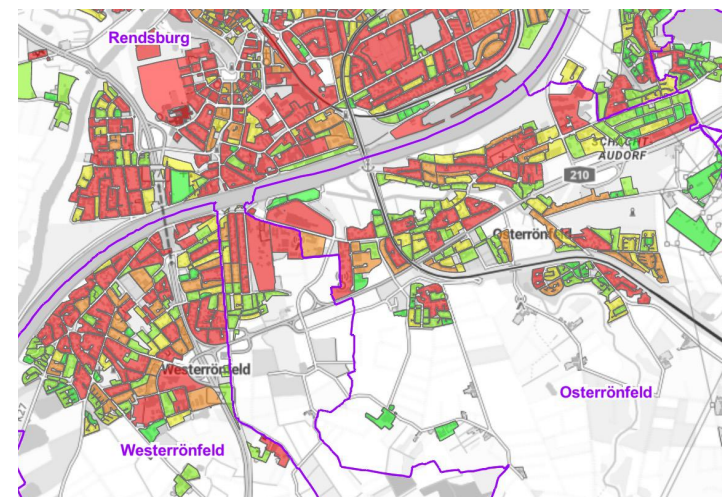 Rendsburg
SCHACHT-
AUDORF
210
Osterrönfeld
Westerrönfeld
Osterrönfeld
Westerrönfeld